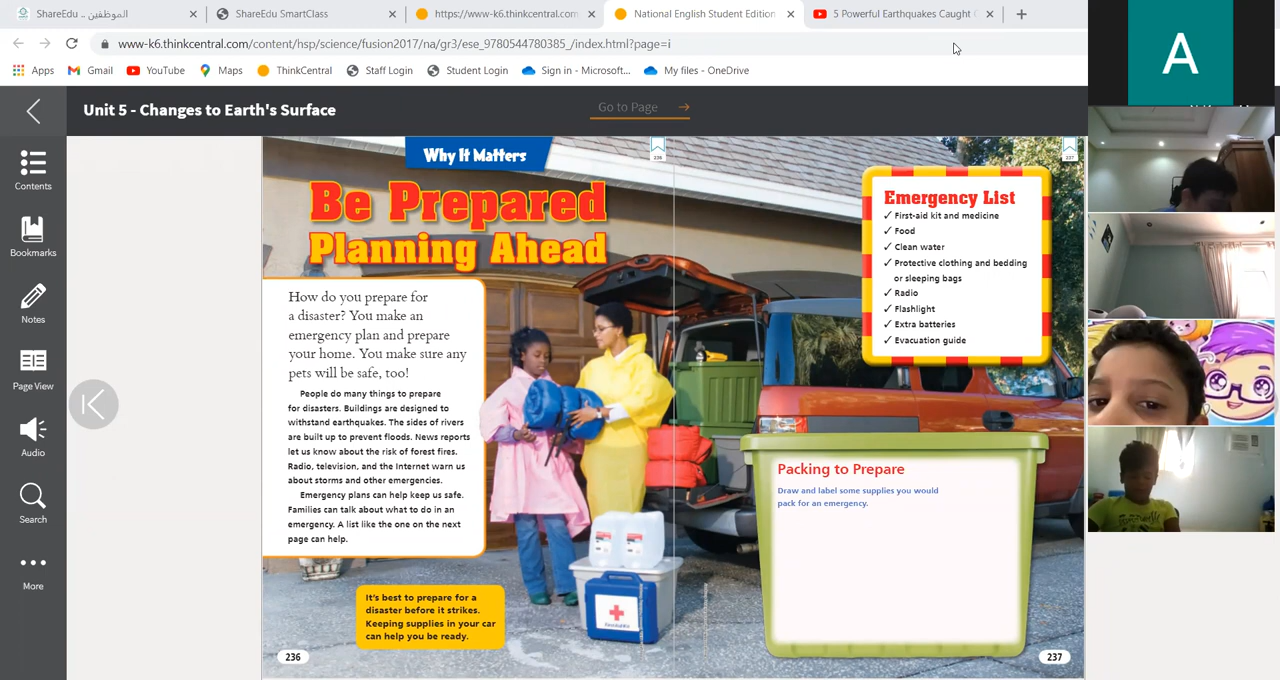 ShareEdu .. الموظفين
ShareEdu SmartClass
https://www-k6.thinkcentral.com
National English Student Edition
5 Powerful Earthquakes Caught
www-k6.thinkcentral.com/content/hsp/science/fusion2017/na/gr3/ese_9780544780385_/index.html?page=i
Apps
Gmail
YouTube
Maps
ThinkCentral
Staff Login
Student Login
Sign in - Microsoft...
My files - OneDrive
A
Unit 5 - Changes to Earth's Surface
Go to Page
Contents
Bookmarks
Notes
Page View
Audio
Search
More
Why It Matters
236
237
Be Prepared
Planning Ahead
How do you prepare for
a disaster? You make an
emergency plan and prepare
your home. You make sure any
pets will be safe, too!
People do many things to prepare
for disasters. Buildings are designed to
withstand earthquakes. The sides of rivers
are built up to prevent floods. News reports
let us know about the risk of forest fires.
Radio, television, and the Internet warn us
about storms and other emergencies.
Emergency plans can help keep us safe.
Families can talk about what to do in an
emergency. A list like the one on the next
page can help.
It's best to prepare for a
disaster before it strikes.
Keeping supplies in your car
can help you be ready.
236
Emergency List
✓ First-aid kit and medicine
✓ Food
✓ Clean water
✓ Protective clothing and bedding
or sleeping bags
✓ Radio
✓ Flashlight
✓ Extra batteries
✓ Evacuation guide
Packing to Prepare
Draw and label some supplies you would
pack for an emergency.
237